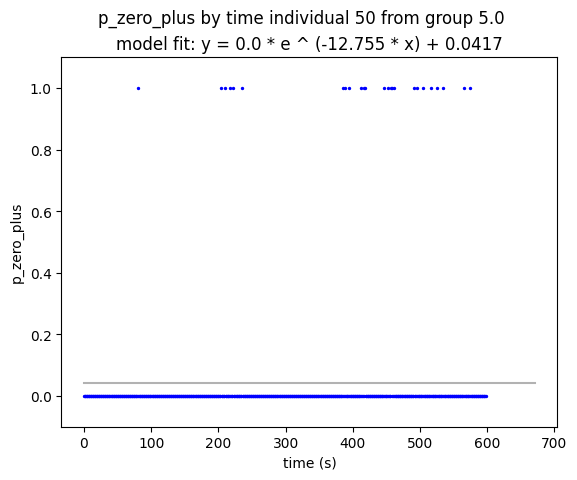 p_zero_plus by time individual 50 from group 5.0
model fit: y = 0.0 * e ^ (-12.755 * x) + 0.0417
1.0
0.8
0.6
0.4
0.2
0.0
p_zero_plus
0 100 200 300 400 500 600 700
time (s)